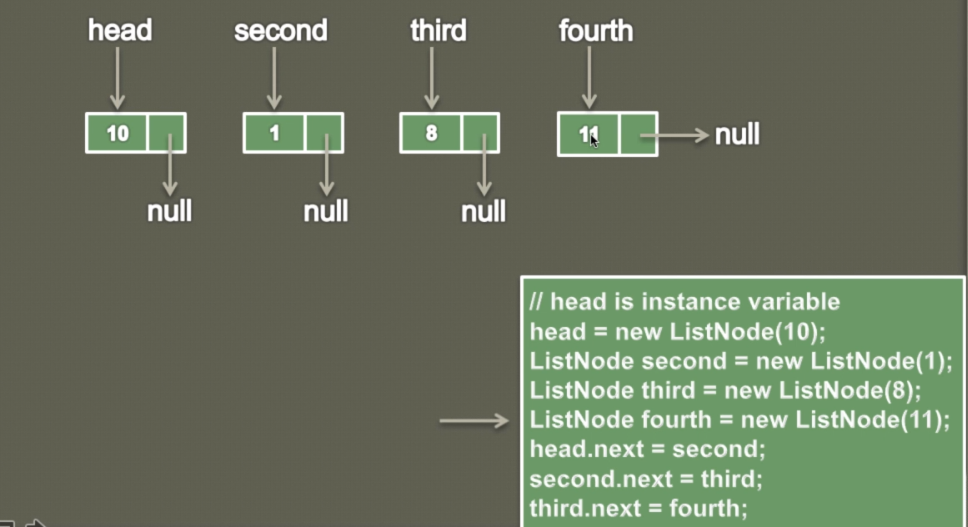 head second third fourth
10 1 8 11 null
null null null
// head is instance variable
head = new ListNode(10);
ListNode second = new ListNode(1);
ListNode third = new ListNode(8);
ListNode fourth = new ListNode(11);
head.next = second;
second.next = third;
third.next = fourth;